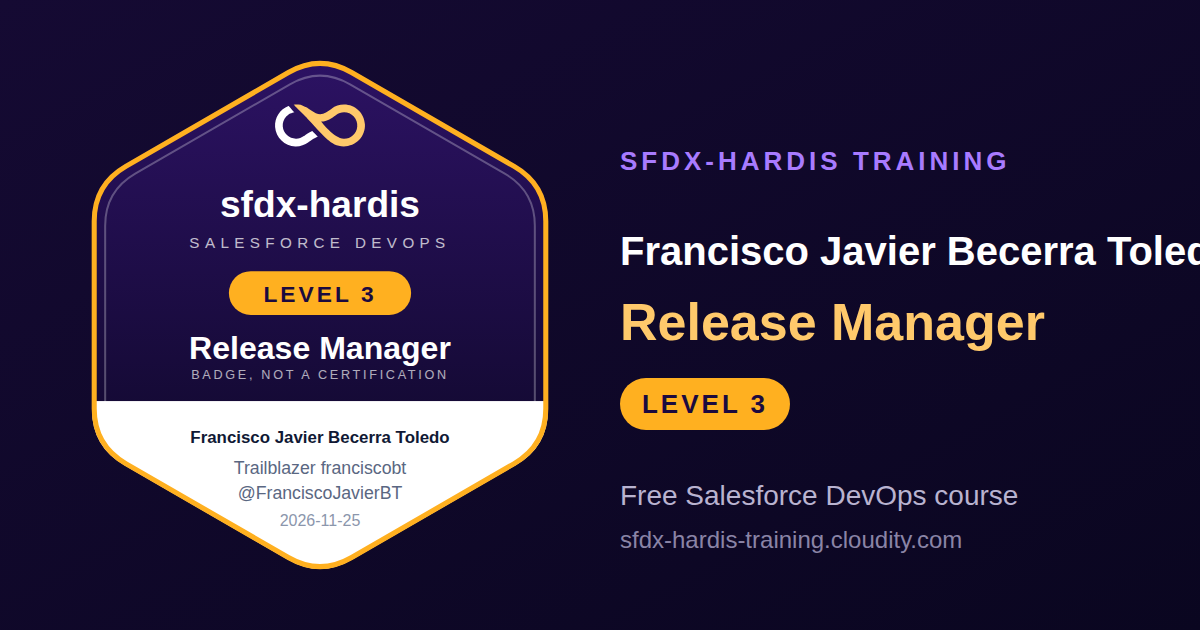 sfdx-hardis
SALESFORCE DEVOPS
LEVEL 3
Release Manager
BADGE, NOT A CERTIFICATION
Francisco Javier Becerra Toledo
Trailblazer franciscobt
@FranciscoJavierBT
2026-11-25
SFDX-HARDIS TRAINING
Francisco Javier Becerra Toled
Release Manager
LEVEL 3
Free Salesforce DevOps course
sfdx-hardis-training.cloudity.com